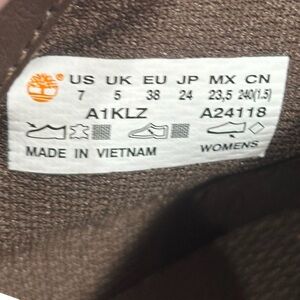 US UK EU JP MX CN
7 5 38 24 23,5 240(1.5)
A1KLZ A24118
MADE IN VIETNAM WOMENS